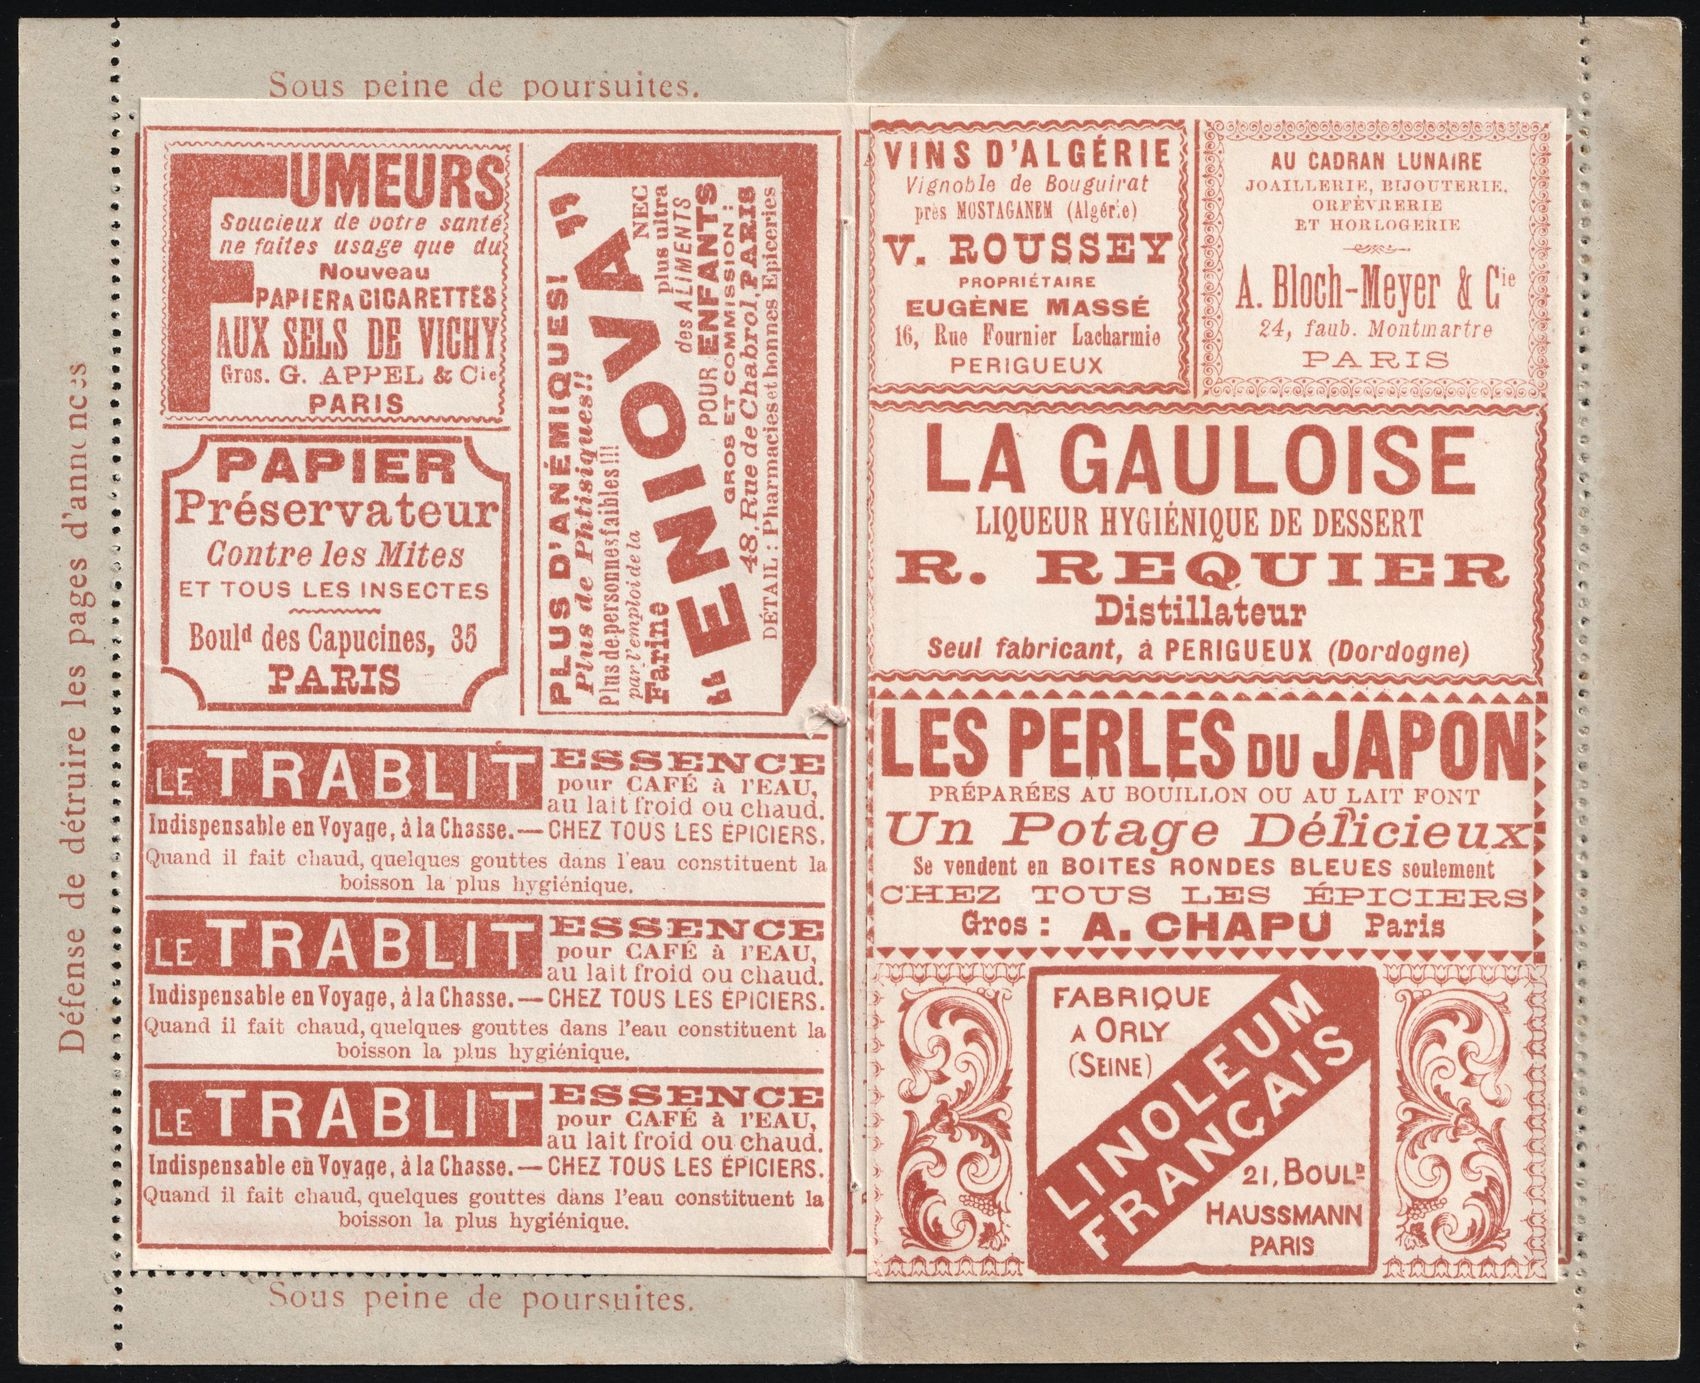 Sous peine de poursuites.
Défense de détruire les pages d'annonces
FUMEURS
Soucieux de votre santé
ne faites usage que du
Nouveau
PAPIER A CIGARETTES
AUX SELS DE VICHY
Gros. G. APPEL & Cie
PARIS
PAPIER
Préservateur
Contre les Mites
ET TOUS LES INSECTES
Bould des Capucines, 35
PARIS
PLUS D'ANÉMIQUES!
Plus de Phtisiques!!
Plus de personnes faibles!!!
par l'emploi de la
Farine
"ENIOVA"
NEC
plus ultra
des ALIMENTS
POUR ENFANTS
GROS ET COMMISSION:
48, Rue de Chabrol, PARIS
DÉTAIL: Pharmacies et bonnes Epiceries
LE TRABLIT ESSENCE
pour CAFÉ à l'EAU,
au lait froid ou chaud.
Indispensable en Voyage, à la Chasse.— CHEZ TOUS LES ÉPICIERS.
Quand il fait chaud, quelques gouttes dans l'eau constituent la
boisson la plus hygiénique.
LE TRABLIT ESSENCE
pour CAFÉ à l'EAU,
au lait froid ou chaud.
Indispensable en Voyage, à la Chasse.— CHEZ TOUS LES ÉPICIERS.
Quand il fait chaud, quelques gouttes dans l'eau constituent la
boisson la plus hygiénique.
LE TRABLIT ESSENCE
pour CAFÉ à l'EAU,
au lait froid ou chaud.
Indispensable en Voyage, à la Chasse.— CHEZ TOUS LES ÉPICIERS.
Quand il fait chaud, quelques gouttes dans l'eau constituent la
boisson la plus hygiénique.
Sous peine de poursuites.
VINS D'ALGÉRIE
Vignoble de Bouguirat
près MOSTAGANEM (Algérie)
V. ROUSSEY
PROPRIÉTAIRE
EUGÈNE MASSÉ
16, Rue Fournier Lacharmie
PERIGUEUX
AU CADRAN LUNAIRE
JOAILLERIE, BIJOUTERIE,
ORFÈVRERIE
ET HORLOGERIE
A. Bloch-Meyer & Cie
24, faub. Montmartre
PARIS
LA GAULOISE
LIQUEUR HYGIÉNIQUE DE DESSERT
R. REQUIER
Distillateur
Seul fabricant, à PERIGUEUX (Dordogne)
LES PERLES DU JAPON
PRÉPARÉES AU BOUILLON OU AU LAIT FONT
Un Potage Délicieux
Se vendent en BOITES RONDES BLEUES seulement
CHEZ TOUS LES ÉPICIERS
Gros: A. CHAPU Paris
FABRIQUE
A ORLY
(SEINE)
LINOLEUM
FRANÇAIS
21, BOULD
HAUSSMANN
PARIS